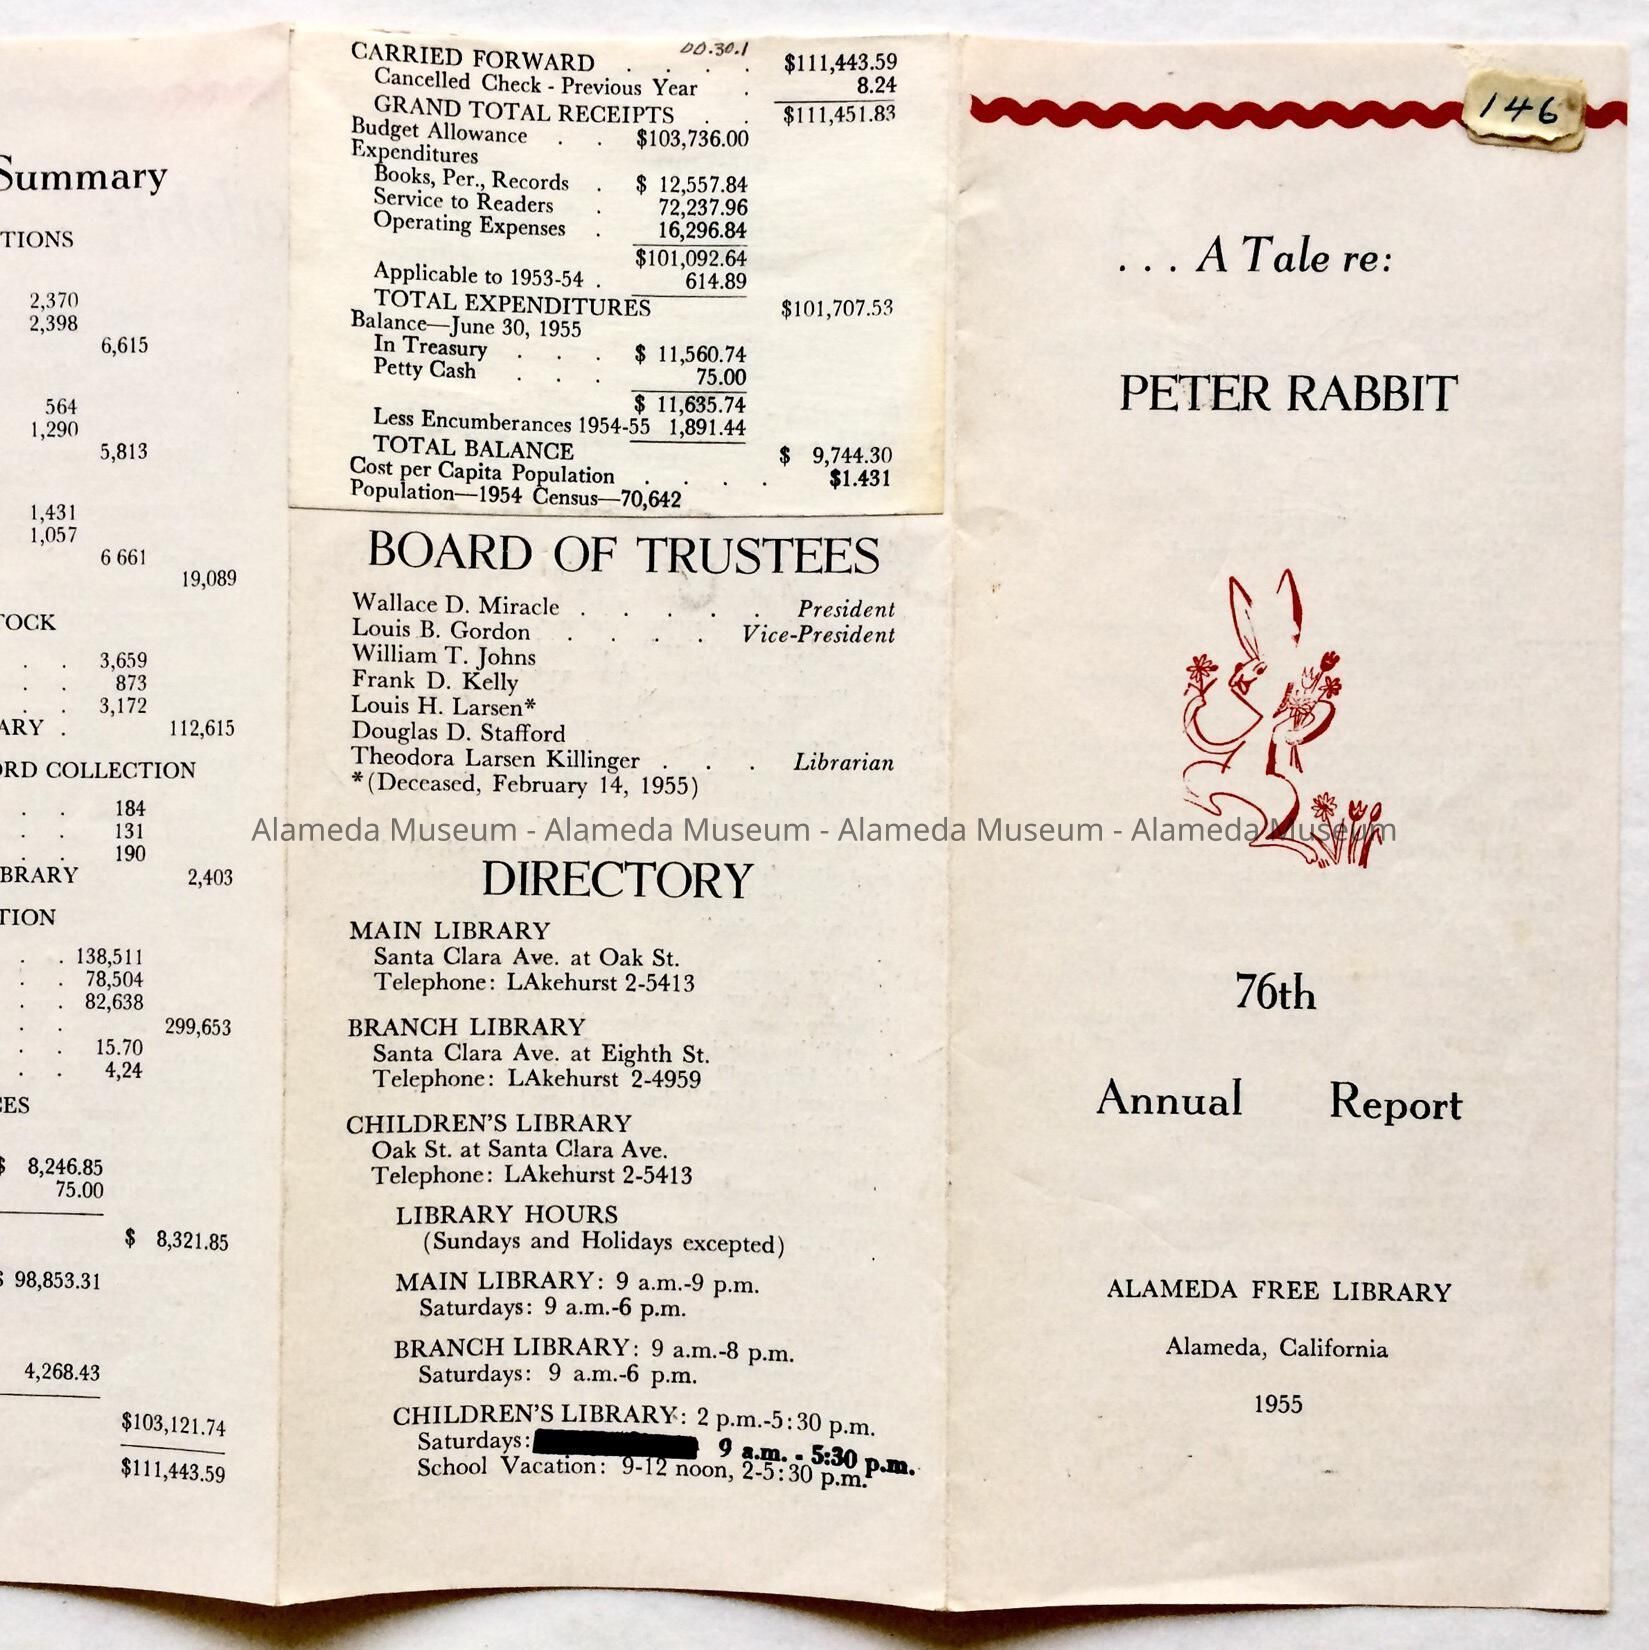 Summary
TIONS
2,370
2,398
6,615
564
1,290
5,813
1,431
1,057
6 661
19,089
TOCK
. . 3,659
. . 873
. . 3,172
ARY . 112,615
ORD COLLECTION
. . 184
. . 131
. . 190
BRARY 2,403
TION
. . 138,511
. . 78,504
. . 82,638
. . 299,653
. . 15.70
. . 4,24
CES
$ 8,246.85
75.00
$ 8,321.85
$ 98,853.31
4,268.43
$103,121.74
$111,443.59
DD.30.1
CARRIED FORWARD . . . . $111,443.59
Cancelled Check - Previous Year . 8.24
GRAND TOTAL RECEIPTS . . $111,451.83
Budget Allowance . . $103,736.00
Expenditures
Books, Per., Records . $ 12,557.84
Service to Readers . 72,237.96
Operating Expenses . 16,296.84
$101,092.64
Applicable to 1953-54 . 614.89
TOTAL EXPENDITURES $101,707.53
Balance—June 30, 1955
In Treasury . . . $ 11,560.74
Petty Cash . . . 75.00
$ 11,635.74
Less Encumberances 1954-55 1,891.44
TOTAL BALANCE $ 9,744.30
Cost per Capita Population . . . . $1.431
Population—1954 Census—70,642
BOARD OF TRUSTEES
Wallace D. Miracle . . . . . President
Louis B. Gordon . . . . Vice-President
William T. Johns
Frank D. Kelly
Louis H. Larsen*
Douglas D. Stafford
Theodora Larsen Killinger . . . Librarian
*(Deceased, February 14, 1955)
Alameda Museum - Alameda Museum - Alameda Museum - Alameda Museum
DIRECTORY
MAIN LIBRARY
Santa Clara Ave. at Oak St.
Telephone: LAkehurst 2-5413
BRANCH LIBRARY
Santa Clara Ave. at Eighth St.
Telephone: LAkehurst 2-4959
CHILDREN'S LIBRARY
Oak St. at Santa Clara Ave.
Telephone: LAkehurst 2-5413
LIBRARY HOURS
(Sundays and Holidays excepted)
MAIN LIBRARY: 9 a.m.-9 p.m.
Saturdays: 9 a.m.-6 p.m.
BRANCH LIBRARY: 9 a.m.-8 p.m.
Saturdays: 9 a.m.-6 p.m.
CHILDREN'S LIBRARY: 2 p.m.-5:30 p.m.
Saturdays: 9 a.m. - 5:30 p.m.
School Vacation: 9-12 noon, 2-5:30 p.m.
146
. . . A Tale re:
PETER RABBIT
76th
Annual Report
ALAMEDA FREE LIBRARY
Alameda, California
1955